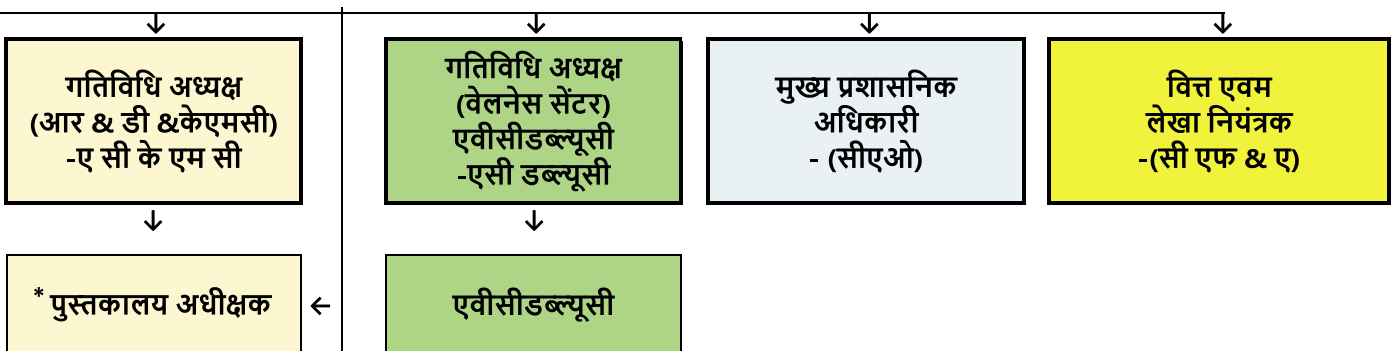 गतिविधि अध्यक्ष
(आर & डी &केएमसी)
-ए सी के एम सी
गतिविधि अध्यक्ष
(वेलनेस सेंटर)
एवीसीडब्ल्यूसी
-एसी डब्ल्यूसी
मुख्य प्रशासनिक
अधिकारी
- (सीएओ)
वित्त एवम
लेखा नियंत्रक
-(सी एफ & ए)
* पुस्तकालय अधीक्षक
एवीसीडब्ल्यूसी